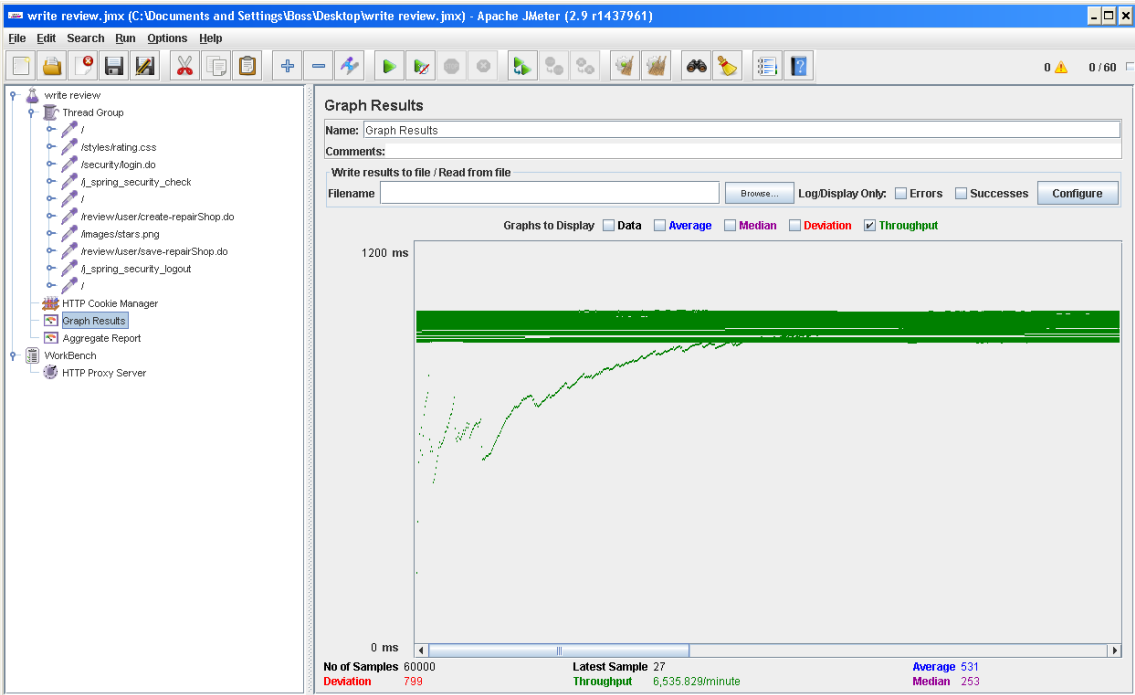 write review.jmx (C:\Documents and Settings\Boss\Desktop\write review.jmx) - Apache JMeter (2.9 r1437961)
File Edit Search Run Options Help
0 0 / 60
write review
Thread Group
/
/styles/rating.css
/security/login.do
/j_spring_security_check
/
/review/user/create-repairShop.do
/images/stars.png
/review/user/save-repairShop.do
/j_spring_security_logout
/
HTTP Cookie Manager
Graph Results
Aggregate Report
WorkBench
HTTP Proxy Server
Graph Results
Name: Graph Results
Comments:
Write results to file / Read from file
Filename Browse... Log/Display Only: Errors Successes Configure
Graphs to Display Data Average Median Deviation Throughput
1200 ms
0 ms
No of Samples 60000 Latest Sample 27 Average 531
Deviation 799 Throughput 6,535.829/minute Median 253